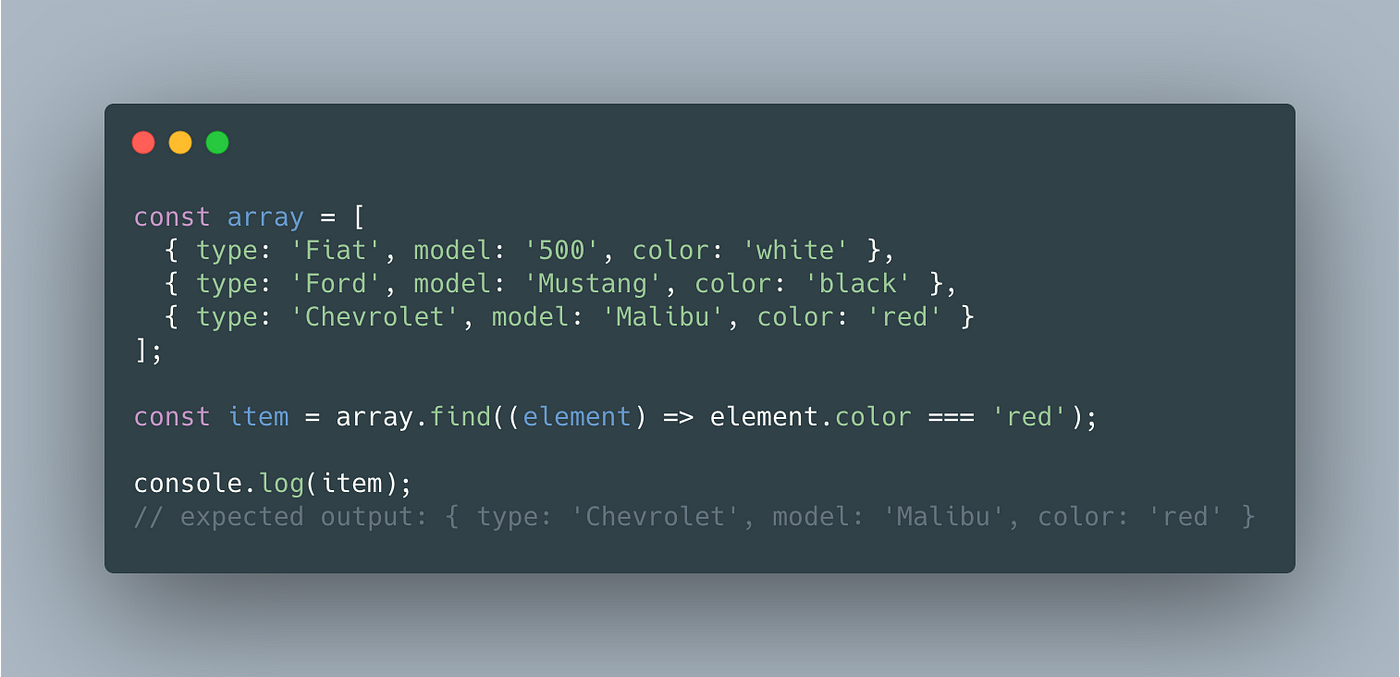 const array = [
  { type: 'Fiat', model: '500', color: 'white' },
  { type: 'Ford', model: 'Mustang', color: 'black' },
  { type: 'Chevrolet', model: 'Malibu', color: 'red' }
];
const item = array.find((element) => element.color === 'red');
console.log(item);
// expected output: { type: 'Chevrolet', model: 'Malibu', color: 'red' }